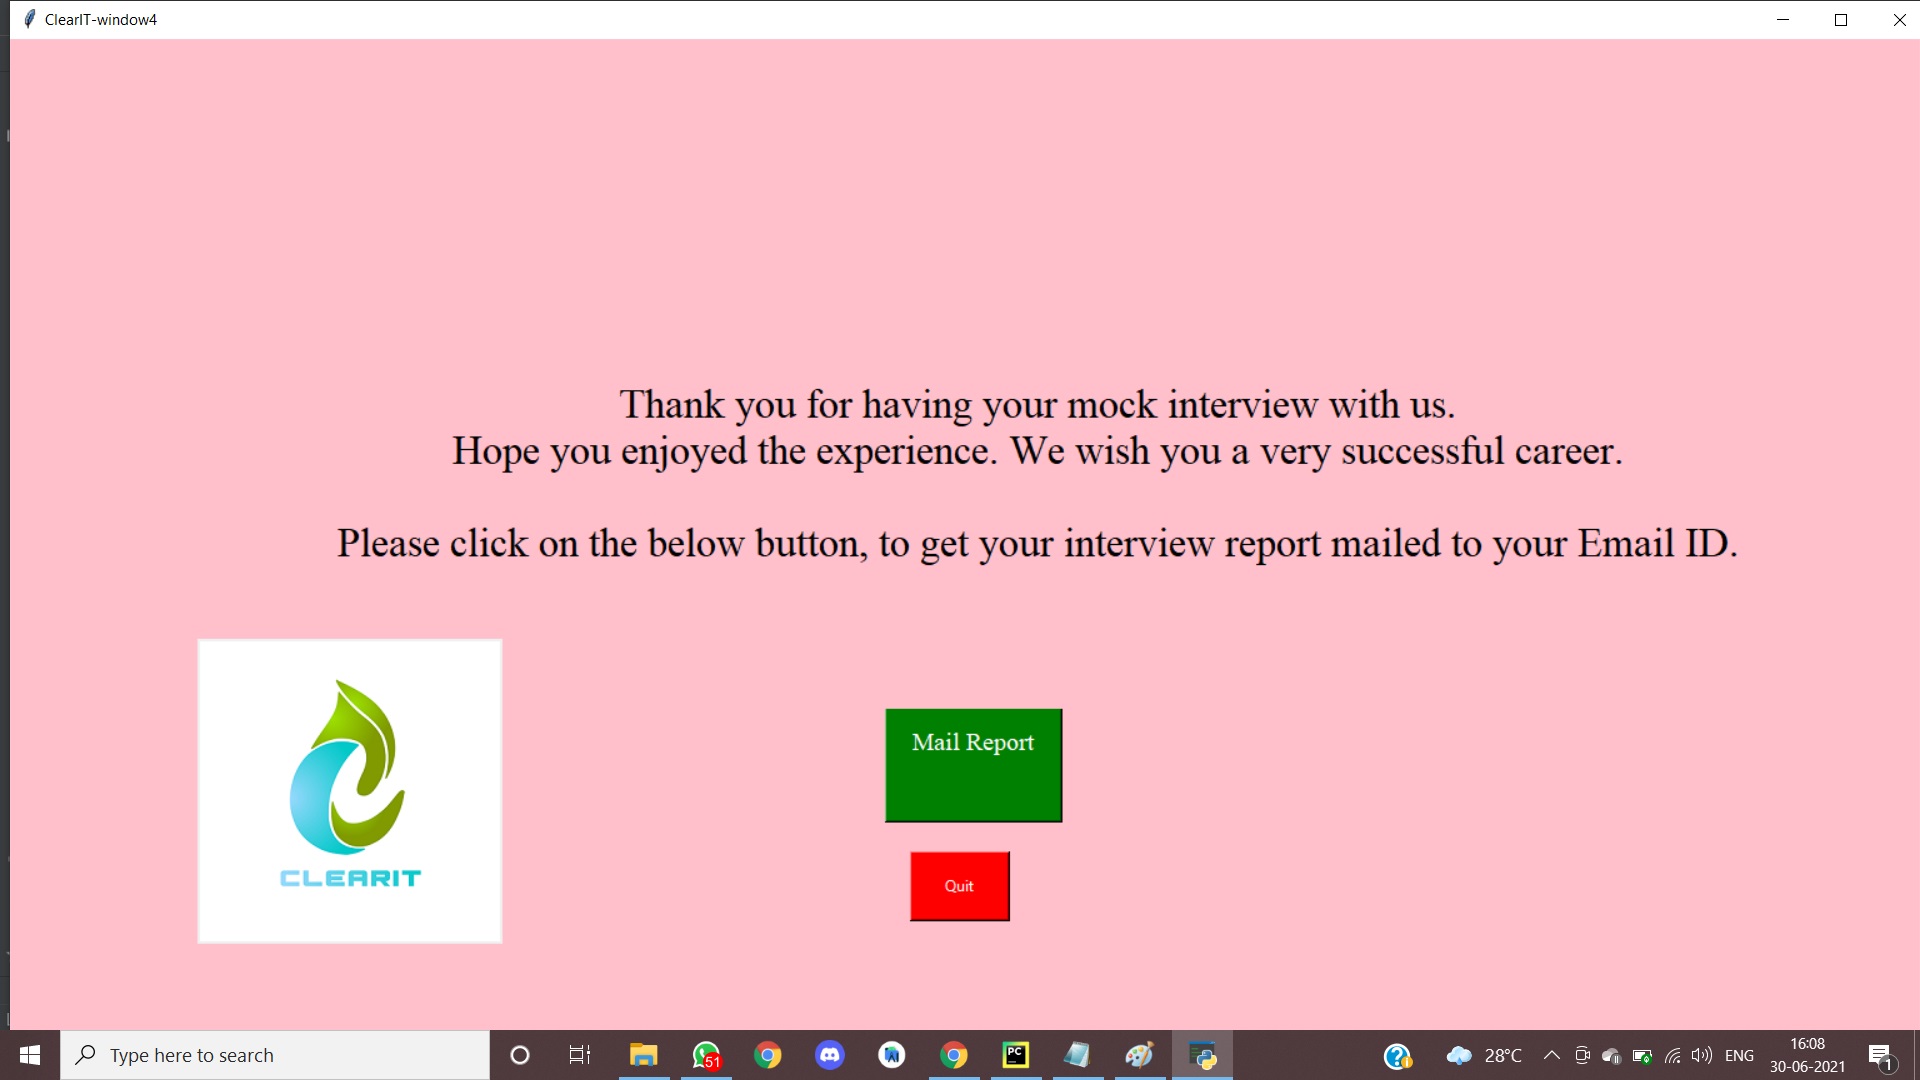 ClearIT-window4
Thank you for having your mock interview with us.
Hope you enjoyed the experience. We wish you a very successful career.
Please click on the below button, to get your interview report mailed to your Email ID.
CLEARIT
Mail Report
Quit
Type here to search
51
PC
28°C
ENG
16:08
30-06-2021
1